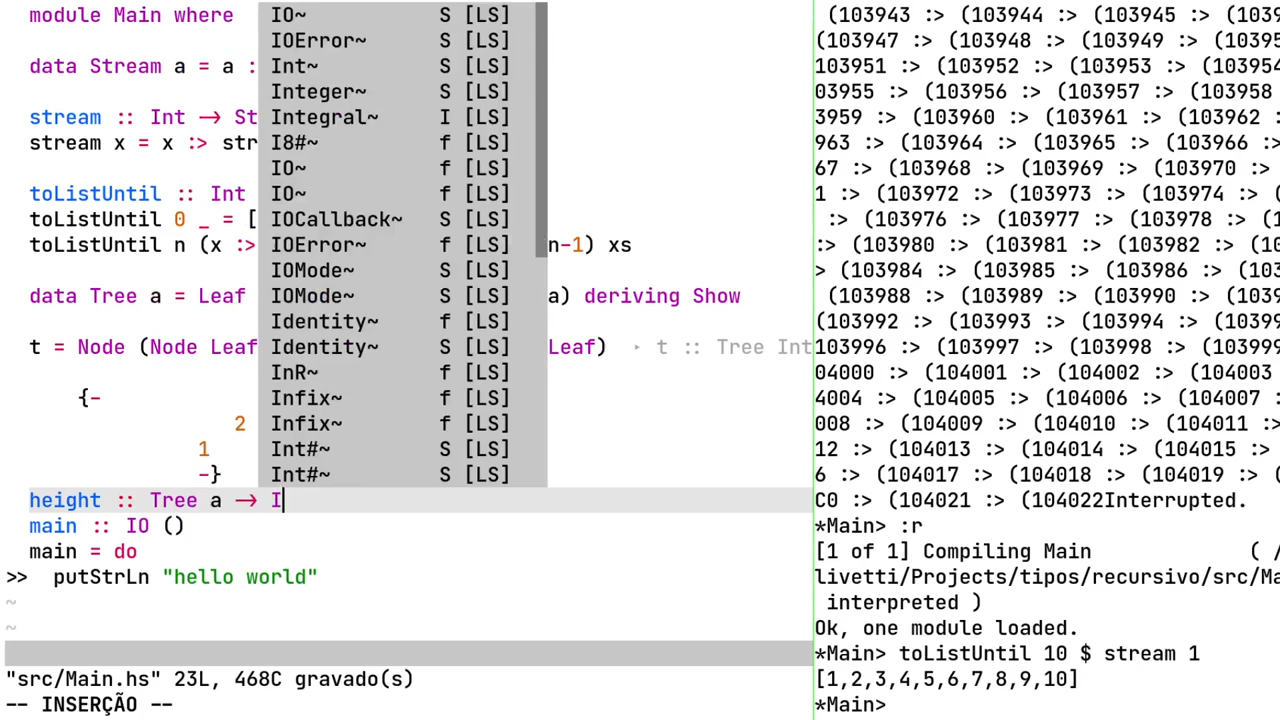 module Main where
data Stream a = a :
stream :: Int -> St
stream x = x :> str
toListUntil :: Int
toListUntil 0 _ = [
toListUntil n (x :> n-1) xs
data Tree a = Leaf a) deriving Show
t = Node (Node Leaf Leaf) ‣ t :: Tree Int
{-
2
1
-}
height :: Tree a -> I
main :: IO ()
main = do
>> putStrLn "hello world"
~
~
"src/Main.hs" 23L, 468C gravado(s)
-- INSERÇÃO --
IO~ S [LS]
IOError~ S [LS]
Int~ S [LS]
Integer~ S [LS]
Integral~ I [LS]
I8#~ f [LS]
IO~ f [LS]
IO~ f [LS]
IOCallback~ S [LS]
IOError~ f [LS]
IOMode~ S [LS]
IOMode~ S [LS]
Identity~ f [LS]
Identity~ S [LS]
InR~ f [LS]
Infix~ f [LS]
Infix~ f [LS]
Int#~ S [LS]
Int#~ S [LS]
(103943 :> (103944 :> (103945 :> (1039
(103947 :> (103948 :> (103949 :> (10395
103951 :> (103952 :> (103953 :> (103954
03955 :> (103956 :> (103957 :> (103958
3959 :> (103960 :> (103961 :> (103962 :
963 :> (103964 :> (103965 :> (103966 :>
67 :> (103968 :> (103969 :> (103970 :>
1 :> (103972 :> (103973 :> (103974 :> (
:> (103976 :> (103977 :> (103978 :> (1
:> (103980 :> (103981 :> (103982 :> (10
> (103984 :> (103985 :> (103986 :> (103
(103988 :> (103989 :> (103990 :> (1039
(103992 :> (103993 :> (103994 :> (10399
103996 :> (103997 :> (103998 :> (103999
04000 :> (104001 :> (104002 :> (104003
4004 :> (104005 :> (104006 :> (104007 :
008 :> (104009 :> (104010 :> (104011 :>
12 :> (104013 :> (104014 :> (104015 :>
6 :> (104017 :> (104018 :> (104019 :> (
C0 :> (104021 :> (104022Interrupted.
*Main> :r
[1 of 1] Compiling Main ( /
livetti/Projects/tipos/recursivo/src/Ma
interpreted )
Ok, one module loaded.
*Main> toListUntil 10 $ stream 1
[1,2,3,4,5,6,7,8,9,10]
*Main>